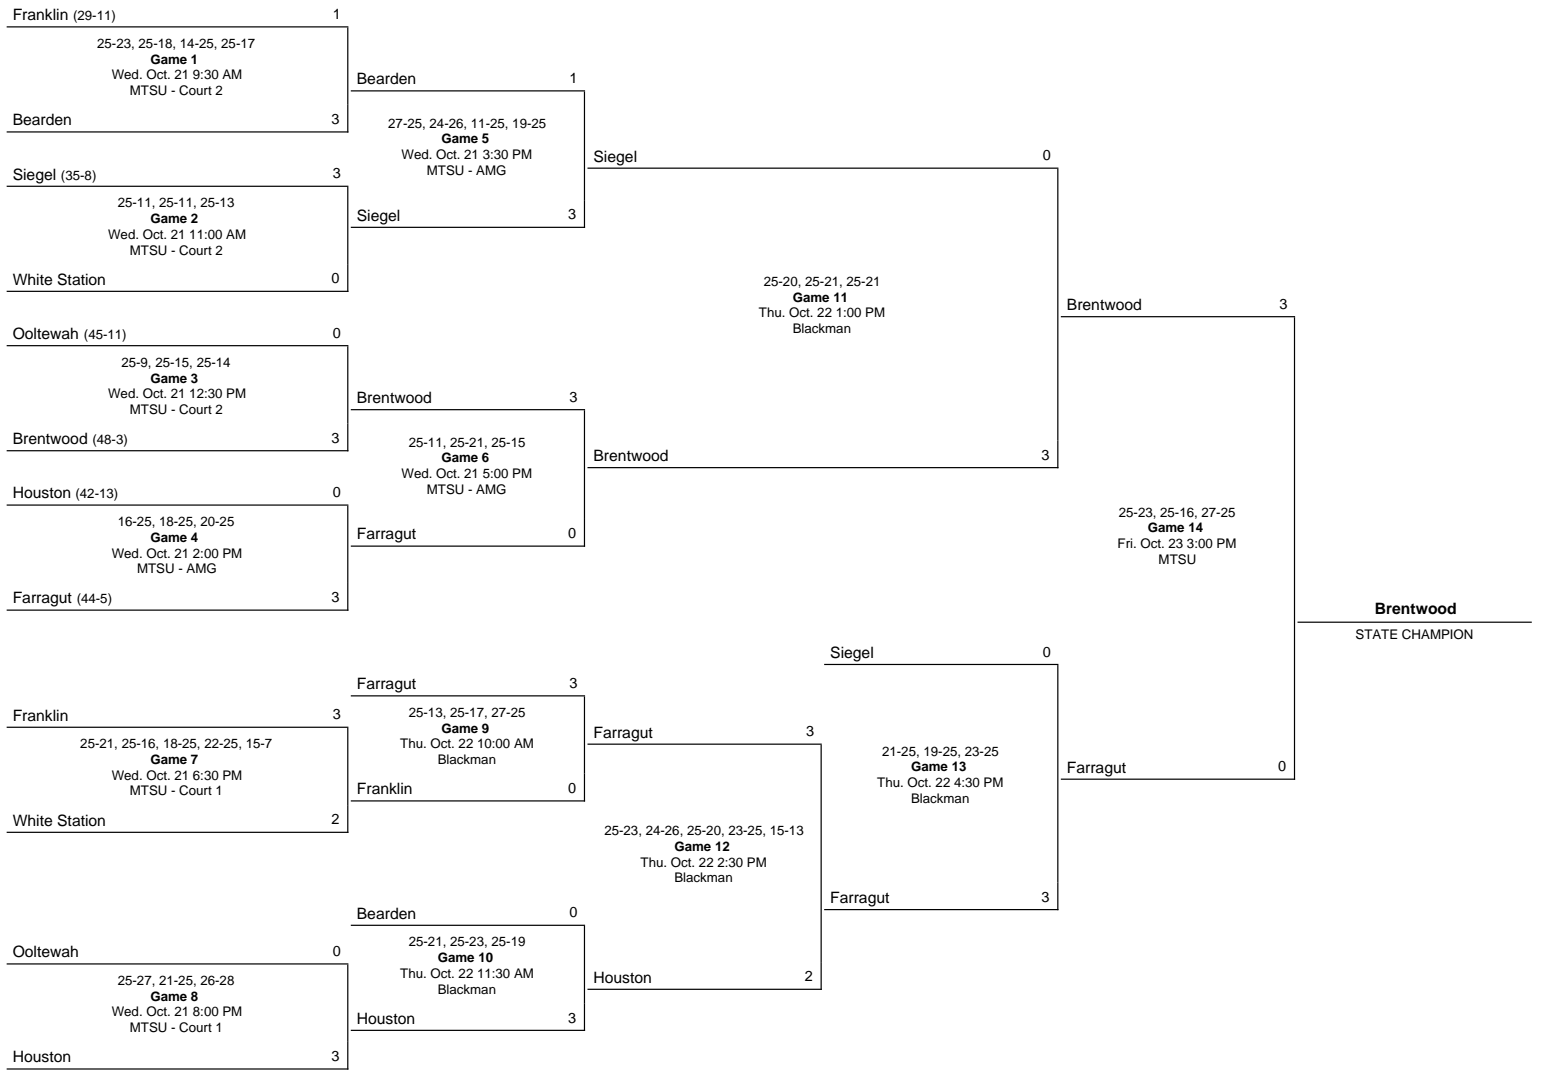 Franklin (29-11) 1
25-23, 25-18, 14-25, 25-17
Game 1
Wed. Oct. 21 9:30 AM
MTSU - Court 2
Bearden 3
Siegel (35-8) 3
25-11, 25-11, 25-13
Game 2
Wed. Oct. 21 11:00 AM
MTSU - Court 2
White Station 0
Ooltewah (45-11) 0
25-9, 25-15, 25-14
Game 3
Wed. Oct. 21 12:30 PM
MTSU - Court 2
Brentwood (48-3) 3
Houston (42-13) 0
16-25, 18-25, 20-25
Game 4
Wed. Oct. 21 2:00 PM
MTSU - AMG
Farragut (44-5) 3
Franklin 3
25-21, 25-16, 18-25, 22-25, 15-7
Game 7
Wed. Oct. 21 6:30 PM
MTSU - Court 1
White Station 2
Ooltewah 0
25-27, 21-25, 26-28
Game 8
Wed. Oct. 21 8:00 PM
MTSU - Court 1
Houston 3
Bearden 1
27-25, 24-26, 11-25, 19-25
Game 5
Wed. Oct. 21 3:30 PM
MTSU - AMG
Siegel 3
Brentwood 3
25-11, 25-21, 25-15
Game 6
Wed. Oct. 21 5:00 PM
MTSU - AMG
Farragut 0
Farragut 3
25-13, 25-17, 27-25
Game 9
Thu. Oct. 22 10:00 AM
Blackman
Franklin 0
Bearden 0
25-21, 25-23, 25-19
Game 10
Thu. Oct. 22 11:30 AM
Blackman
Houston 3
Siegel 0
25-20, 25-21, 25-21
Game 11
Thu. Oct. 22 1:00 PM
Blackman
Brentwood 3
Farragut 3
25-23, 24-26, 25-20, 23-25, 15-13
Game 12
Thu. Oct. 22 2:30 PM
Blackman
Houston 2
Siegel 0
21-25, 19-25, 23-25
Game 13
Thu. Oct. 22 4:30 PM
Blackman
Farragut 3
Brentwood 3
25-23, 25-16, 27-25
Game 14
Fri. Oct. 23 3:00 PM
MTSU
Farragut 0
Brentwood
STATE CHAMPION